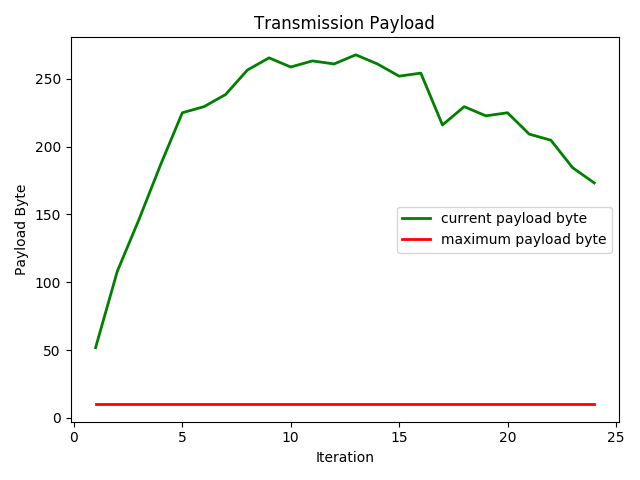 Transmission Payload
Payload Byte
250
200
150
100
50
0
current payload byte
maximum payload byte
0
5
10
15
20
25
Iteration